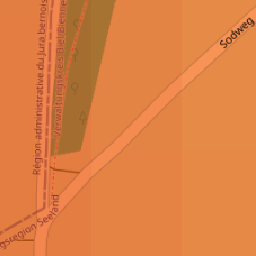 Sodweg
Région administrative du Jura bernois
Verwaltungskreis Biel/Bienne
gsregion Seeland